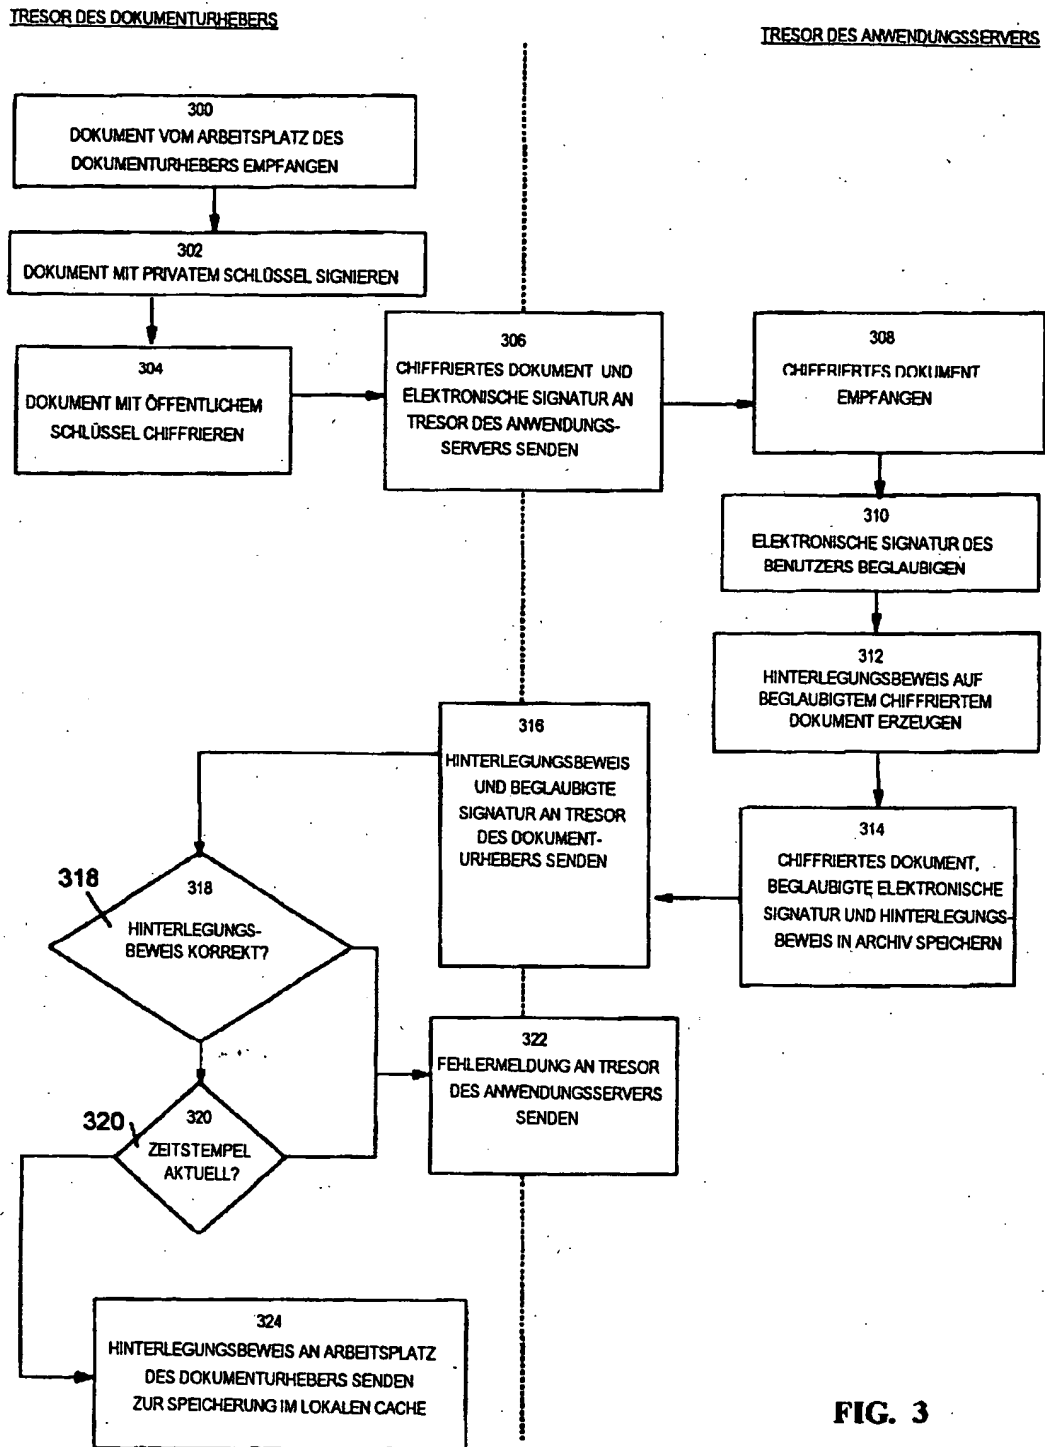 TRESOR DES DOKUMENTURHEBERS
TRESOR DES ANWENDUNGSSERVERS
300
DOKUMENT VOM ARBEITSPLATZ DES
DOKUMENTURHEBERS EMPFANGEN
302
DOKUMENT MIT PRIVATEM SCHLÜSSEL SIGNIEREN
304
DOKUMENT MIT ÖFFENTLICHEM
SCHLÜSSEL CHIFFRIEREN
306
CHIFFRIERTES DOKUMENT UND
ELEKTRONISCHE SIGNATUR AN
TRESOR DES ANWENDUNGS-
SERVERS SENDEN
308
CHIFFRIERTES DOKUMENT
EMPFANGEN
310
ELEKTRONISCHE SIGNATUR DES
BENUTZERS BEGLAUBIGEN
312
HINTERLEGUNGSBEWEIS AUF
BEGLAUBIGTEM CHIFFRIERTEM
DOKUMENT ERZEUGEN
314
CHIFFRIERTES DOKUMENT,
BEGLAUBIGTE ELEKTRONISCHE
SIGNATUR UND HINTERLEGUNGS-
BEWEIS IN ARCHIV SPEICHERN
316
HINTERLEGUNGSBEWEIS
UND BEGLAUBIGTE
SIGNATUR AN TRESOR
DES DOKUMENT-
URHEBERS SENDEN
318
318
HINTERLEGUNGS-
BEWEIS KORREKT?
320
320
ZEITSTEMPEL
AKTUELL?
322
FEHLERMELDUNG AN TRESOR
DES ANWENDUNGSSERVERS
SENDEN
324
HINTERLEGUNGSBEWEIS AN ARBEITSPLATZ
DES DOKUMENTURHEBERS SENDEN
ZUR SPEICHERUNG IM LOKALEN CACHE
FIG. 3